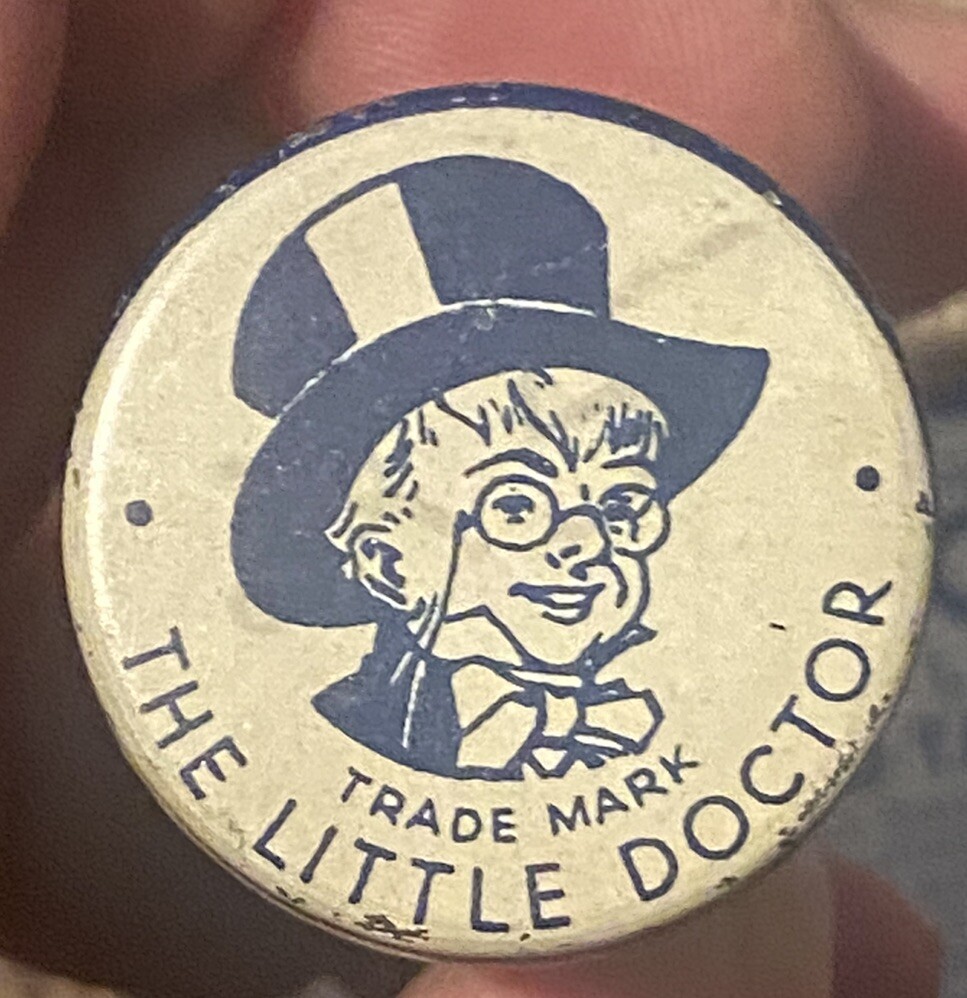 TRADE MARK
• THE LITTLE DOCTOR •